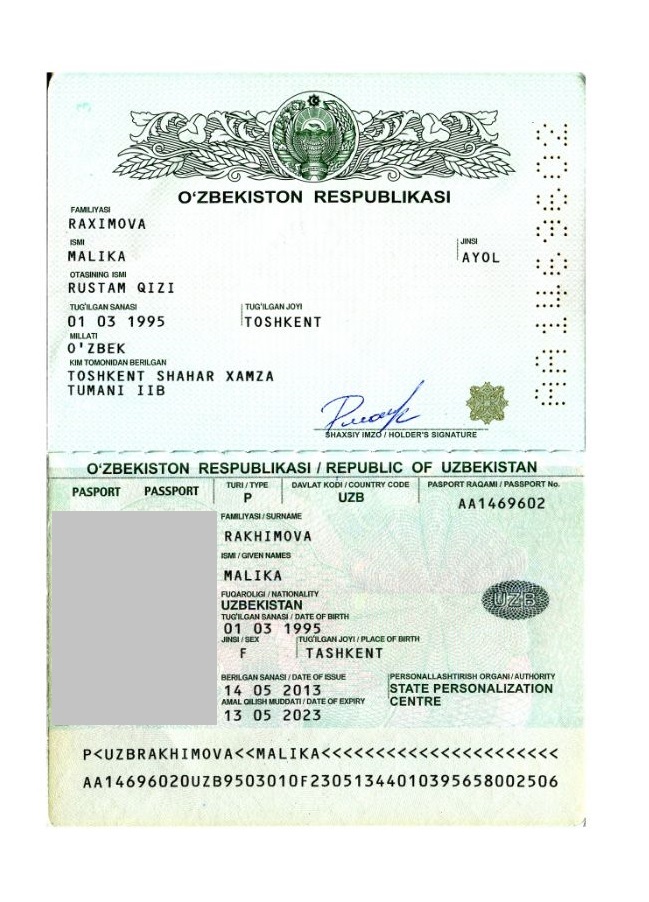 O'ZBEKISTON RESPUBLIKASI
FAMILIYASI
RAXIMOVA
ISMI
MALIKA
JINSI
AYOL
OTASINING ISMI
RUSTAM QIZI
TUG'ILGAN SANASI
01 03 1995
TUG'ILGAN JOYI
TOSHKENT
MILLATI
O'ZBEK
KIM TOMONIDAN BERILGAN
TOSHKENT SHAHAR XAMZA
TUMANI IIB
SHAXSIY IMZO / HOLDER'S SIGNATURE
AA1469602
O'ZBEKISTON RESPUBLIKASI / REPUBLIC OF UZBEKISTAN
PASPORT PASSPORT
TURI / TYPE
P
DAVLAT KODI / COUNTRY CODE
UZB
PASPORT RAQAMI / PASSPORT No.
AA1469602
FAMILIYASI / SURNAME
RAKHIMOVA
ISMI / GIVEN NAMES
MALIKA
FUQAROLIGI / NATIONALITY
UZBEKISTAN
TUG'ILGAN SANASI / DATE OF BIRTH
01 03 1995
JINSI / SEX
F
TUG'ILGAN JOYI / PLACE OF BIRTH
TASHKENT
UZB
BERILGAN SANASI / DATE OF ISSUE
14 05 2013
PERSONALLASHTIRISH ORGANI / AUTHORITY
STATE PERSONALIZATION
CENTRE
AMAL QILISH MUDDATI / DATE OF EXPIRY
13 05 2023
P<UZBRAKHIMOVA<<MALIKA<<<<<<<<<<<<<<<<<<<<<<
AA14696020UZB9503010F23051344010395658002506